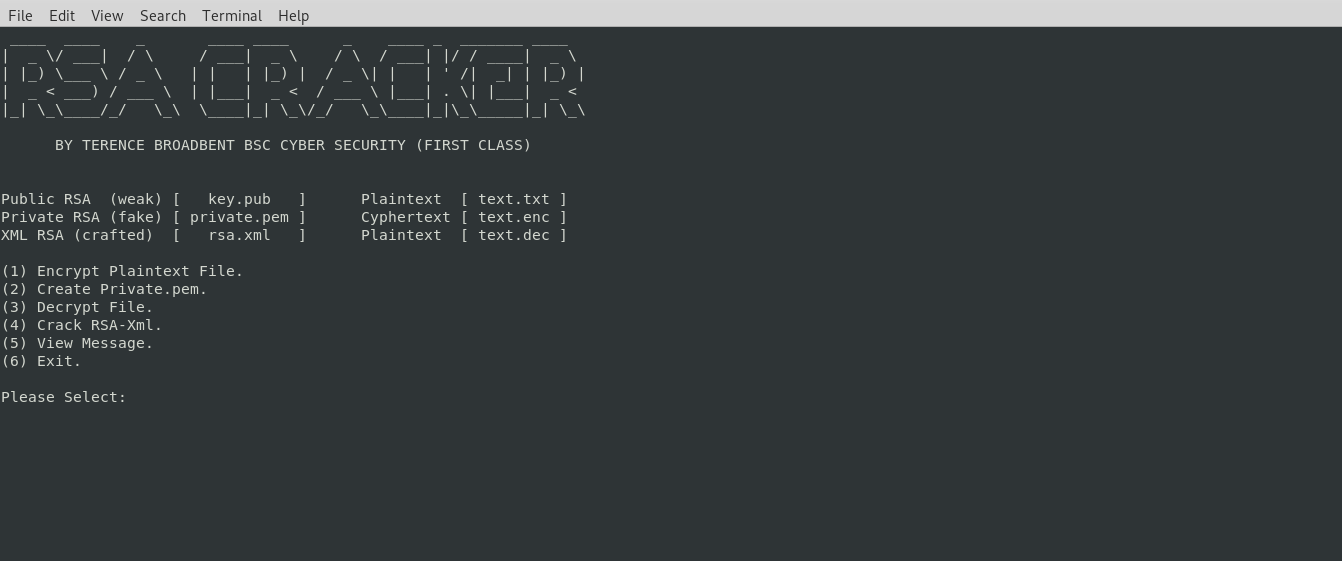 File Edit View Search Terminal Help
RSA CRACKER
BY TERENCE BROADBENT BSC CYBER SECURITY (FIRST CLASS)
Public RSA  (weak) [   key.pub   ]      Plaintext  [ text.txt ]
Private RSA (fake) [ private.pem ]      Cyphertext [ text.enc ]
XML RSA (crafted)  [   rsa.xml   ]      Plaintext  [ text.dec ]
(1) Encrypt Plaintext File.
(2) Create Private.pem.
(3) Decrypt File.
(4) Crack RSA-Xml.
(5) View Message.
(6) Exit.
Please Select: